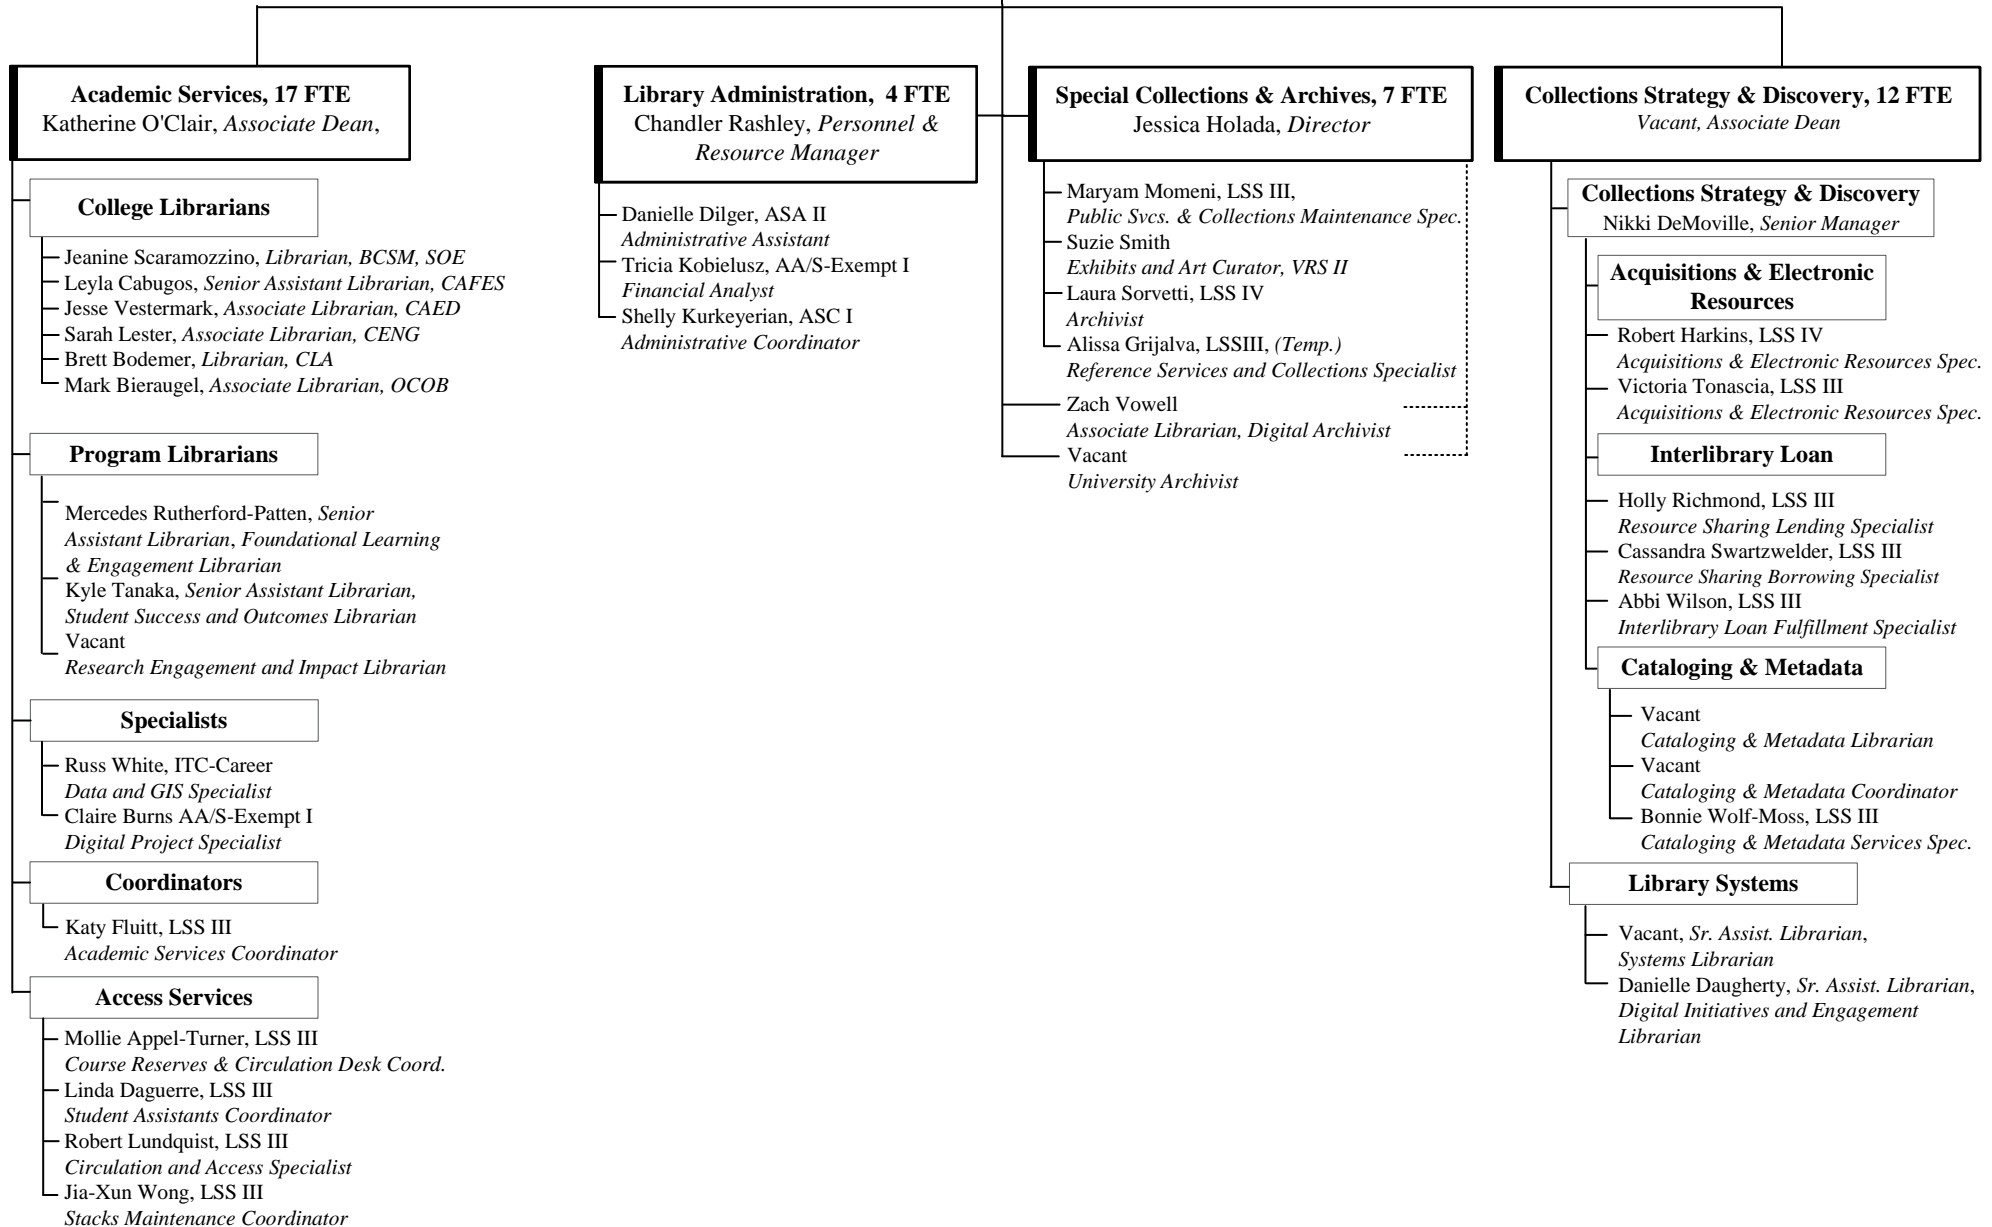 Academic Services, 17 FTE
Katherine O'Clair, Associate Dean,
College Librarians
Jeanine Scaramozzino, Librarian, BCSM, SOE
Leyla Cabugos, Senior Assistant Librarian, CAFES
Jesse Vestermark, Associate Librarian, CAED
Sarah Lester, Associate Librarian, CENG
Brett Bodemer, Librarian, CLA
Mark Bieraugel, Associate Librarian, OCOB
Program Librarians
Mercedes Rutherford-Patten, Senior
Assistant Librarian, Foundational Learning
& Engagement Librarian
Kyle Tanaka, Senior Assistant Librarian,
Student Success and Outcomes Librarian
Vacant
Research Engagement and Impact Librarian
Specialists
Russ White, ITC-Career
Data and GIS Specialist
Claire Burns AA/S-Exempt I
Digital Project Specialist
Coordinators
Katy Fluitt, LSS III
Academic Services Coordinator
Access Services
Mollie Appel-Turner, LSS III
Course Reserves & Circulation Desk Coord.
Linda Daguerre, LSS III
Student Assistants Coordinator
Robert Lundquist, LSS III
Circulation and Access Specialist
Jia-Xun Wong, LSS III
Stacks Maintenance Coordinator
Library Administration, 4 FTE
Chandler Rashley, Personnel &
Resource Manager
Danielle Dilger, ASA II
Administrative Assistant
Tricia Kobielusz, AA/S-Exempt I
Financial Analyst
Shelly Kurkeyerian, ASC I
Administrative Coordinator
Special Collections & Archives, 7 FTE
Jessica Holada, Director
Maryam Momeni, LSS III,
Public Svcs. & Collections Maintenance Spec.
Suzie Smith
Exhibits and Art Curator, VRS II
Laura Sorvetti, LSS IV
Archivist
Alissa Grijalva, LSSIII, (Temp.)
Reference Services and Collections Specialist
Zach Vowell
Associate Librarian, Digital Archivist
Vacant
University Archivist
Collections Strategy & Discovery, 12 FTE
Vacant, Associate Dean
Collections Strategy & Discovery
Nikki DeMoville, Senior Manager
Acquisitions & Electronic
Resources
Robert Harkins, LSS IV
Acquisitions & Electronic Resources Spec.
Victoria Tonascia, LSS III
Acquisitions & Electronic Resources Spec.
Interlibrary Loan
Holly Richmond, LSS III
Resource Sharing Lending Specialist
Cassandra Swartzwelder, LSS III
Resource Sharing Borrowing Specialist
Abbi Wilson, LSS III
Interlibrary Loan Fulfillment Specialist
Cataloging & Metadata
Vacant
Cataloging & Metadata Librarian
Vacant
Cataloging & Metadata Coordinator
Bonnie Wolf-Moss, LSS III
Cataloging & Metadata Services Spec.
Library Systems
Vacant, Sr. Assist. Librarian,
Systems Librarian
Danielle Daugherty, Sr. Assist. Librarian,
Digital Initiatives and Engagement
Librarian